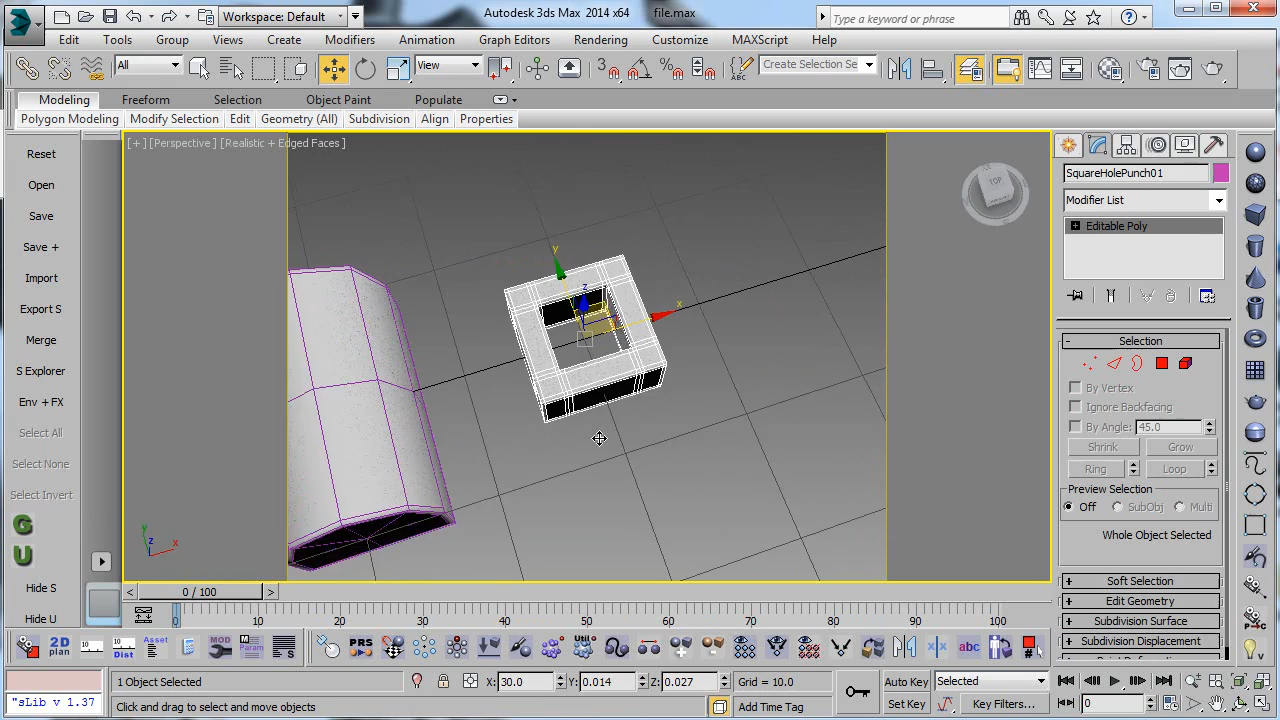 Workspace: Default
Autodesk 3ds Max 2014 x64
file.max
Type a keyword or phrase
Edit
Tools
Group
Views
Create
Modifiers
Animation
Graph Editors
Rendering
Customize
MAXScript
Help
All
View
3
Create Selection Se
Modeling
Freeform
Selection
Object Paint
Populate
Polygon Modeling
Modify Selection
Edit
Geometry (All)
Subdivision
Align
Properties
Reset
Open
Save
Save +
Import
Export S
Merge
S Explorer
Env + FX
Select All
Select None
Select Invert
G
U
Hide S
Hide U
[ + ] [Perspective ] [Realistic + Edged Faces ]
TOP
y
z
x
y
z
x
SquareHolePunch01
Modifier List
Editable Poly
Selection
By Vertex
Ignore Backfacing
By Angle: 45.0
Shrink
Grow
Ring
Loop
Preview Selection
Off
SubObj
Multi
Whole Object Selected
Soft Selection
Edit Geometry
Subdivision Surface
Subdivision Displacement
0 / 100
0
10
20
30
40
50
60
70
80
90
100
2D
plan
10
10
Dist
Asset
MOD
Param
S
PRS
Util
abc
"sLib v 1.37
1 Object Selected
X: 30.0
Y: 0.014
Z: 0.027
Grid = 10.0
Auto Key
Selected
Click and drag to select and move objects
Add Time Tag
Set Key
Key Filters...
0